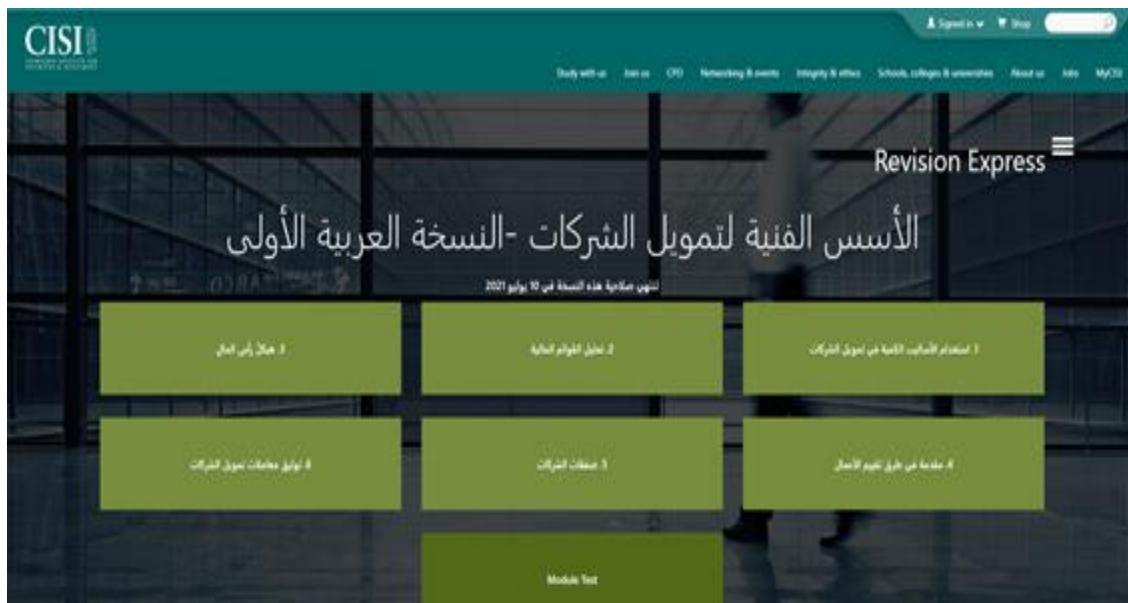 CISI
Signed in
Shop
Study with us
Join us
CPD
Networking & events
Integrity & ethics
Schools, colleges & universities
About us
Jobs
MyCISI
Revision Express
الأسس الفنية لتمويل الشركات -النسخة العربية الأولى
تنتهي صلاحية هذه النسخة في 10 يوليو 2021
1. استخدام الأساليب الكمية في تمويل الشركات
2. تحليل القوائم المالية
3. هيكل رأس المال
4. مقدمة في طرق تقييم الأعمال
5. صفقات الشركات
6. توثيق معاملات تمويل الشركات
Module Test